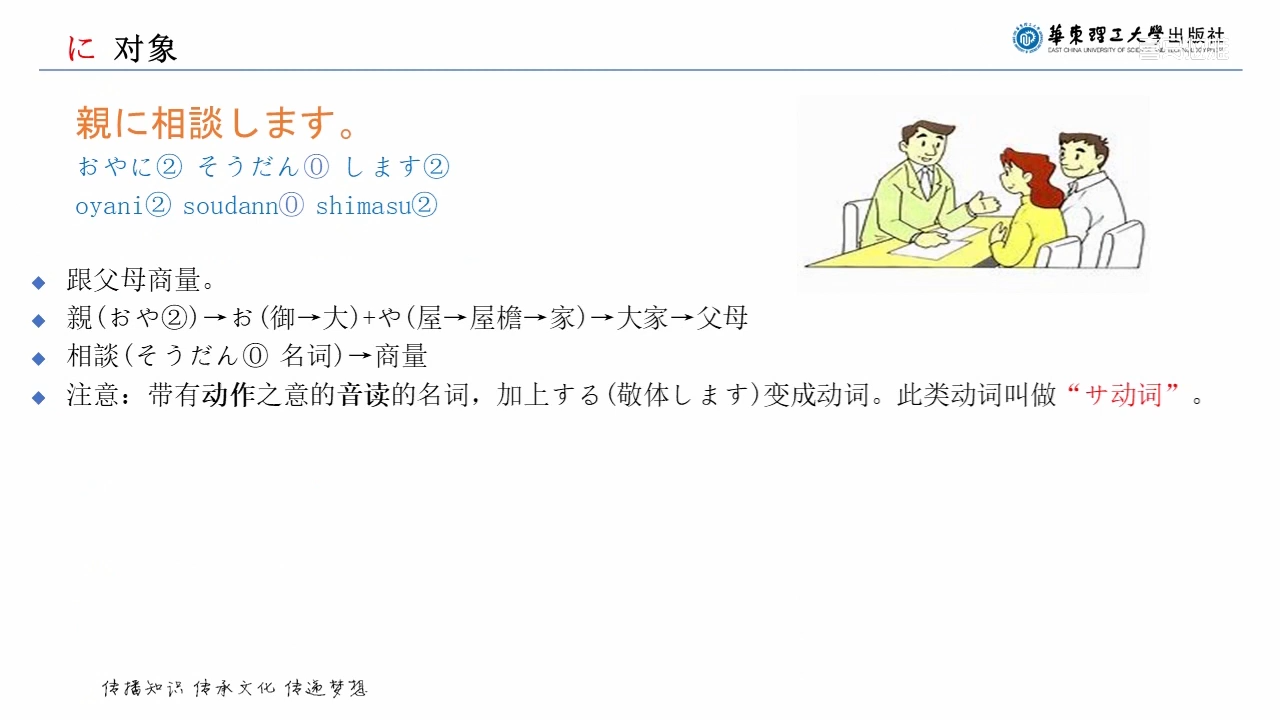 に 对象
華東理工大學出版社
親に相談します。
おやに② そうだん⓪ します②
oyani② soudann⓪ shimasu②
跟父母商量。
親(おや②)→お(御→大)+や(屋→屋檐→家)→大家→父母
相談(そうだん⓪ 名词)→商量
注意：带有动作之意的音读的名词，加上する(敬体します)变成动词。此类动词叫做“サ动词”。
传播知识 传承文化 传递梦想